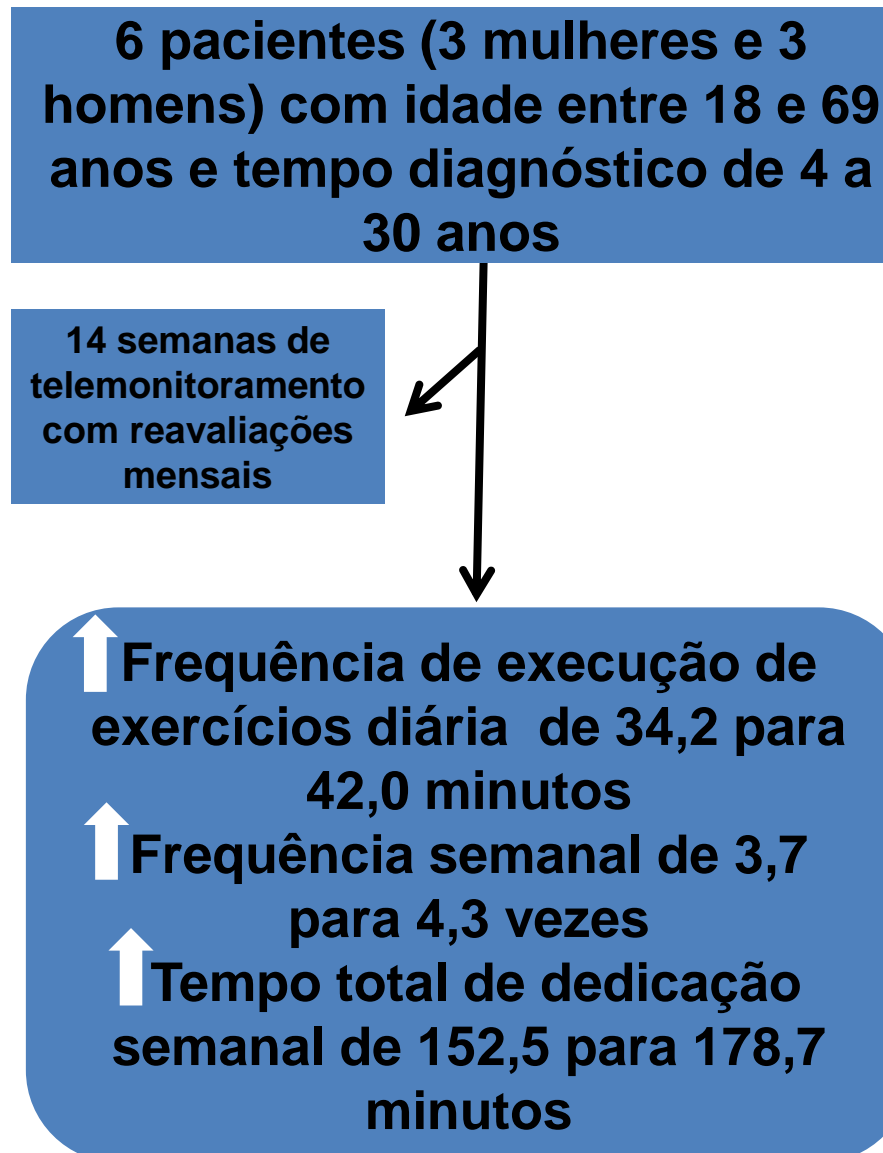 6 pacientes (3 mulheres e 3
homens) com idade entre 18 e 69
anos e tempo diagnóstico de 4 a
30 anos
14 semanas de
telemonitoramento
com reavaliações
mensais
Frequência de execução de
exercícios diária de 34,2 para
42,0 minutos
Frequência semanal de 3,7
para 4,3 vezes
Tempo total de dedicação
semanal de 152,5 para 178,7
minutos